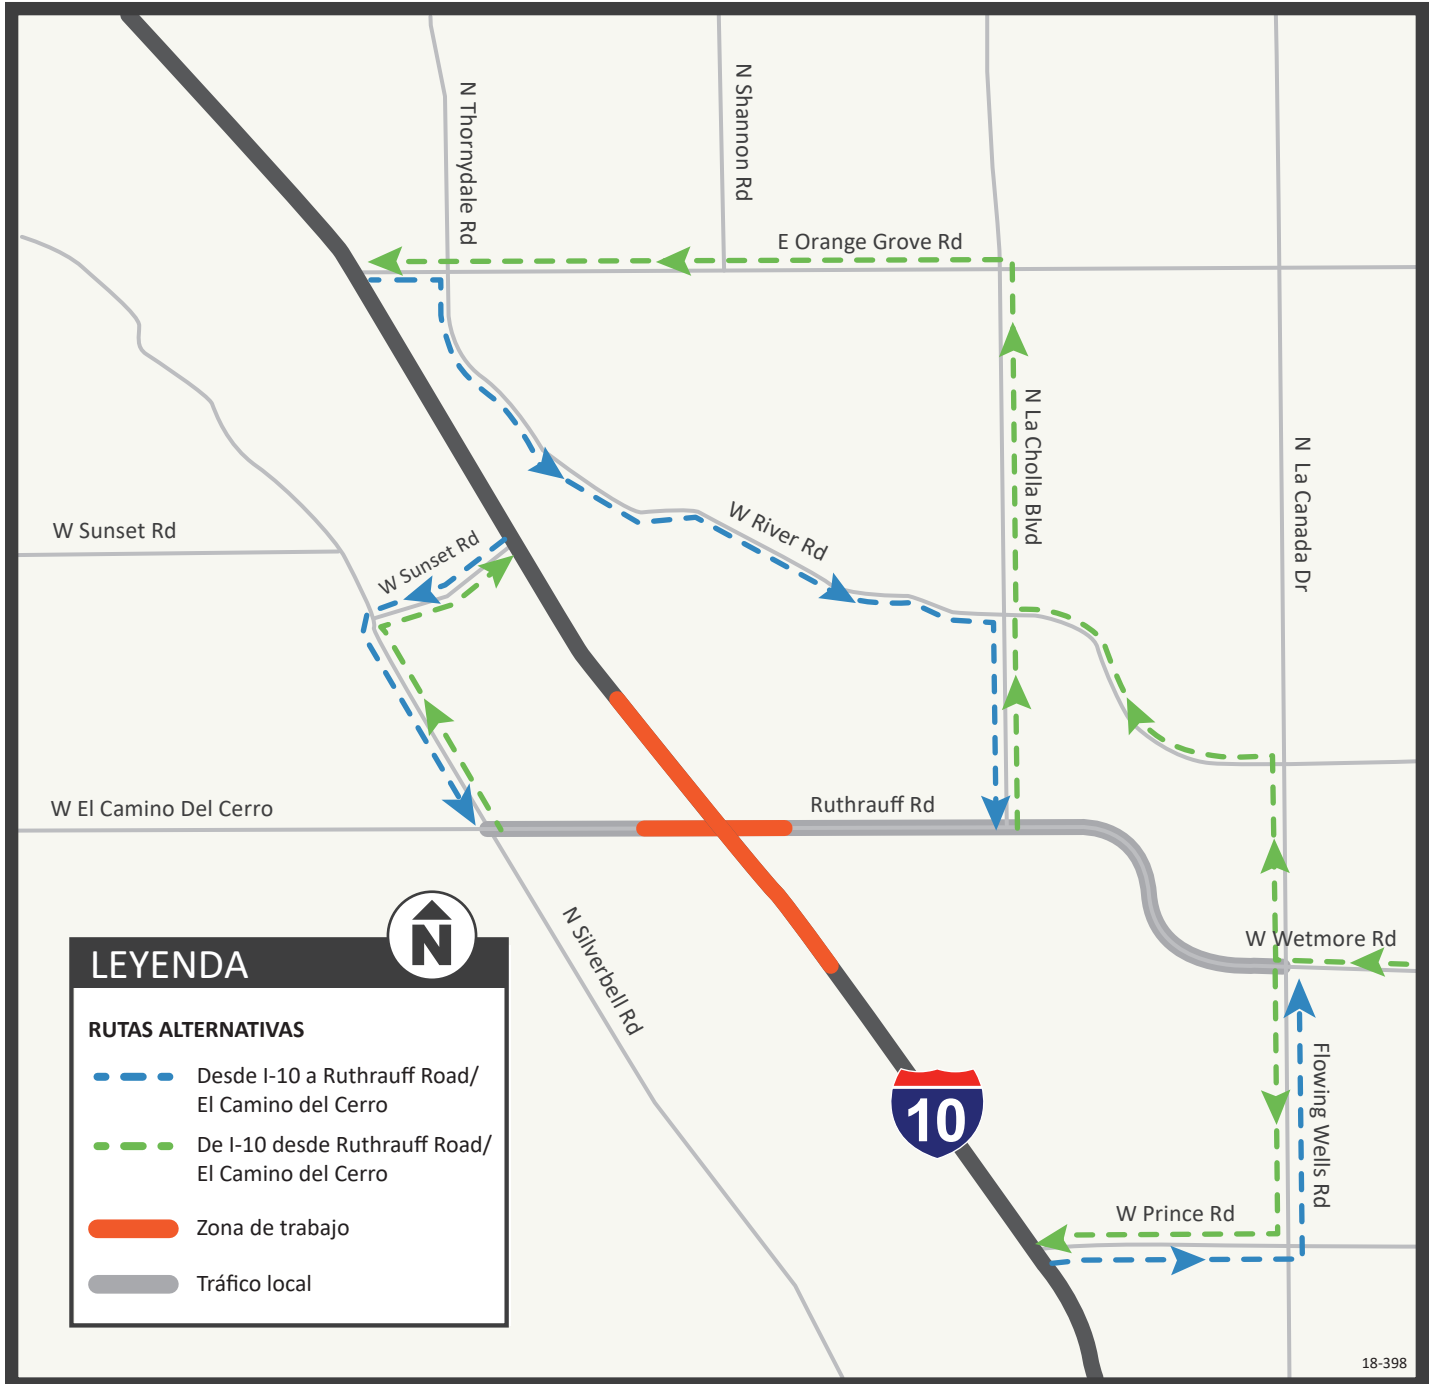 N Thornydale Rd
N Shannon Rd
E Orange Grove Rd
N La Cholla Blvd
N La Canada Dr
W Sunset Rd
W Sunset Rd
W River Rd
W El Camino Del Cerro
Ruthrauff Rd
W Wetmore Rd
N Silverbell Rd
Flowing Wells Rd
10
W Prince Rd
N
LEYENDA
RUTAS ALTERNATIVAS
Desde I-10 a Ruthrauff Road/
El Camino del Cerro
De I-10 desde Ruthrauff Road/
El Camino del Cerro
Zona de trabajo
Tráfico local
18-398